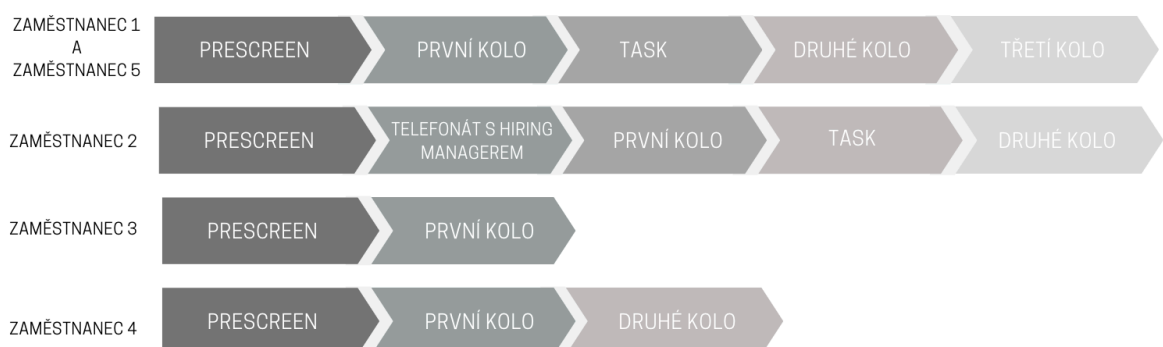 ZAMĚSTNANEC 1
A
ZAMĚSTNANEC 5
PRESCREEN
PRVNÍ KOLO
TASK
DRUHÉ KOLO
TŘETÍ KOLO
ZAMĚSTNANEC 2
PRESCREEN
TELEFONÁT S HIRING
MANAGEREM
PRVNÍ KOLO
TASK
DRUHÉ KOLO
ZAMĚSTNANEC 3
PRESCREEN
PRVNÍ KOLO
ZAMĚSTNANEC 4
PRESCREEN
PRVNÍ KOLO
DRUHÉ KOLO